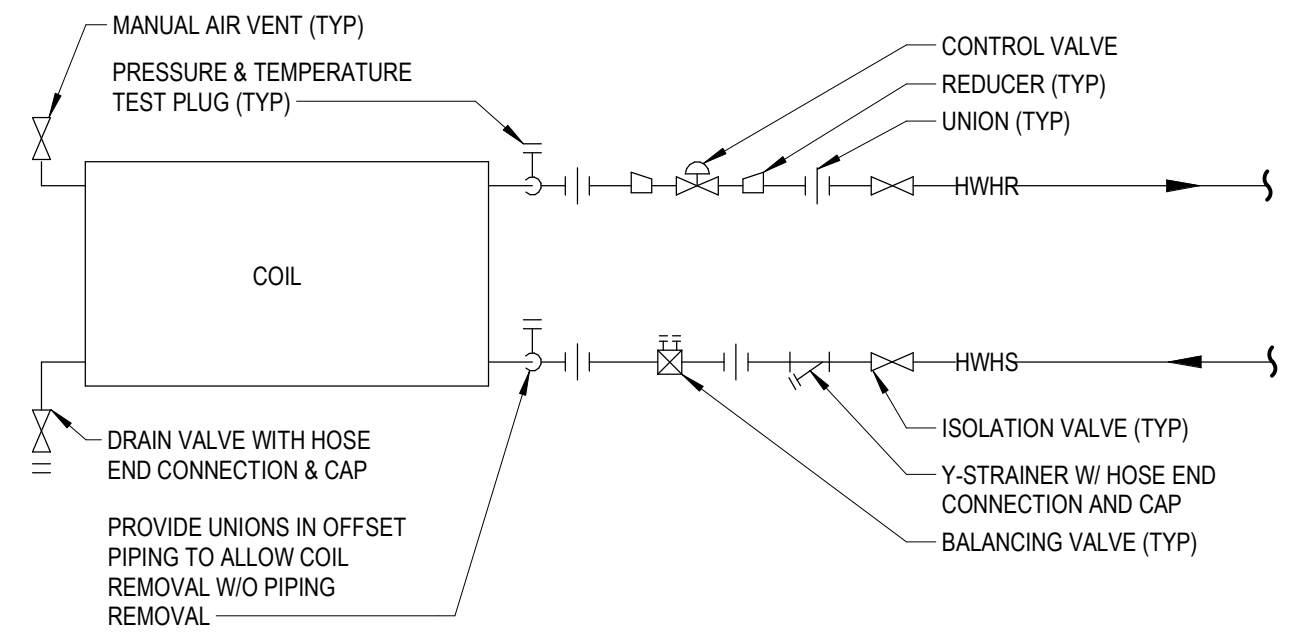 MANUAL AIR VENT (TYP)
PRESSURE & TEMPERATURE
TEST PLUG (TYP)
CONTROL VALVE
REDUCER (TYP)
UNION (TYP)
HWHR
COIL
HWHS
DRAIN VALVE WITH HOSE
END CONNECTION & CAP
ISOLATION VALVE (TYP)
Y-STRAINER W/ HOSE END
CONNECTION AND CAP
BALANCING VALVE (TYP)
PROVIDE UNIONS IN OFFSET
PIPING TO ALLOW COIL
REMOVAL W/O PIPING
REMOVAL